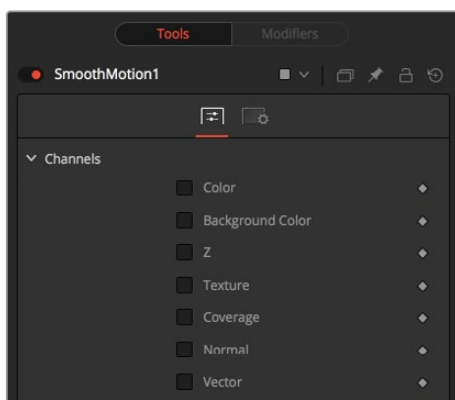 Tools Modifiers
SmoothMotion1
Channels
Color
Background Color
Z
Texture
Coverage
Normal
Vector